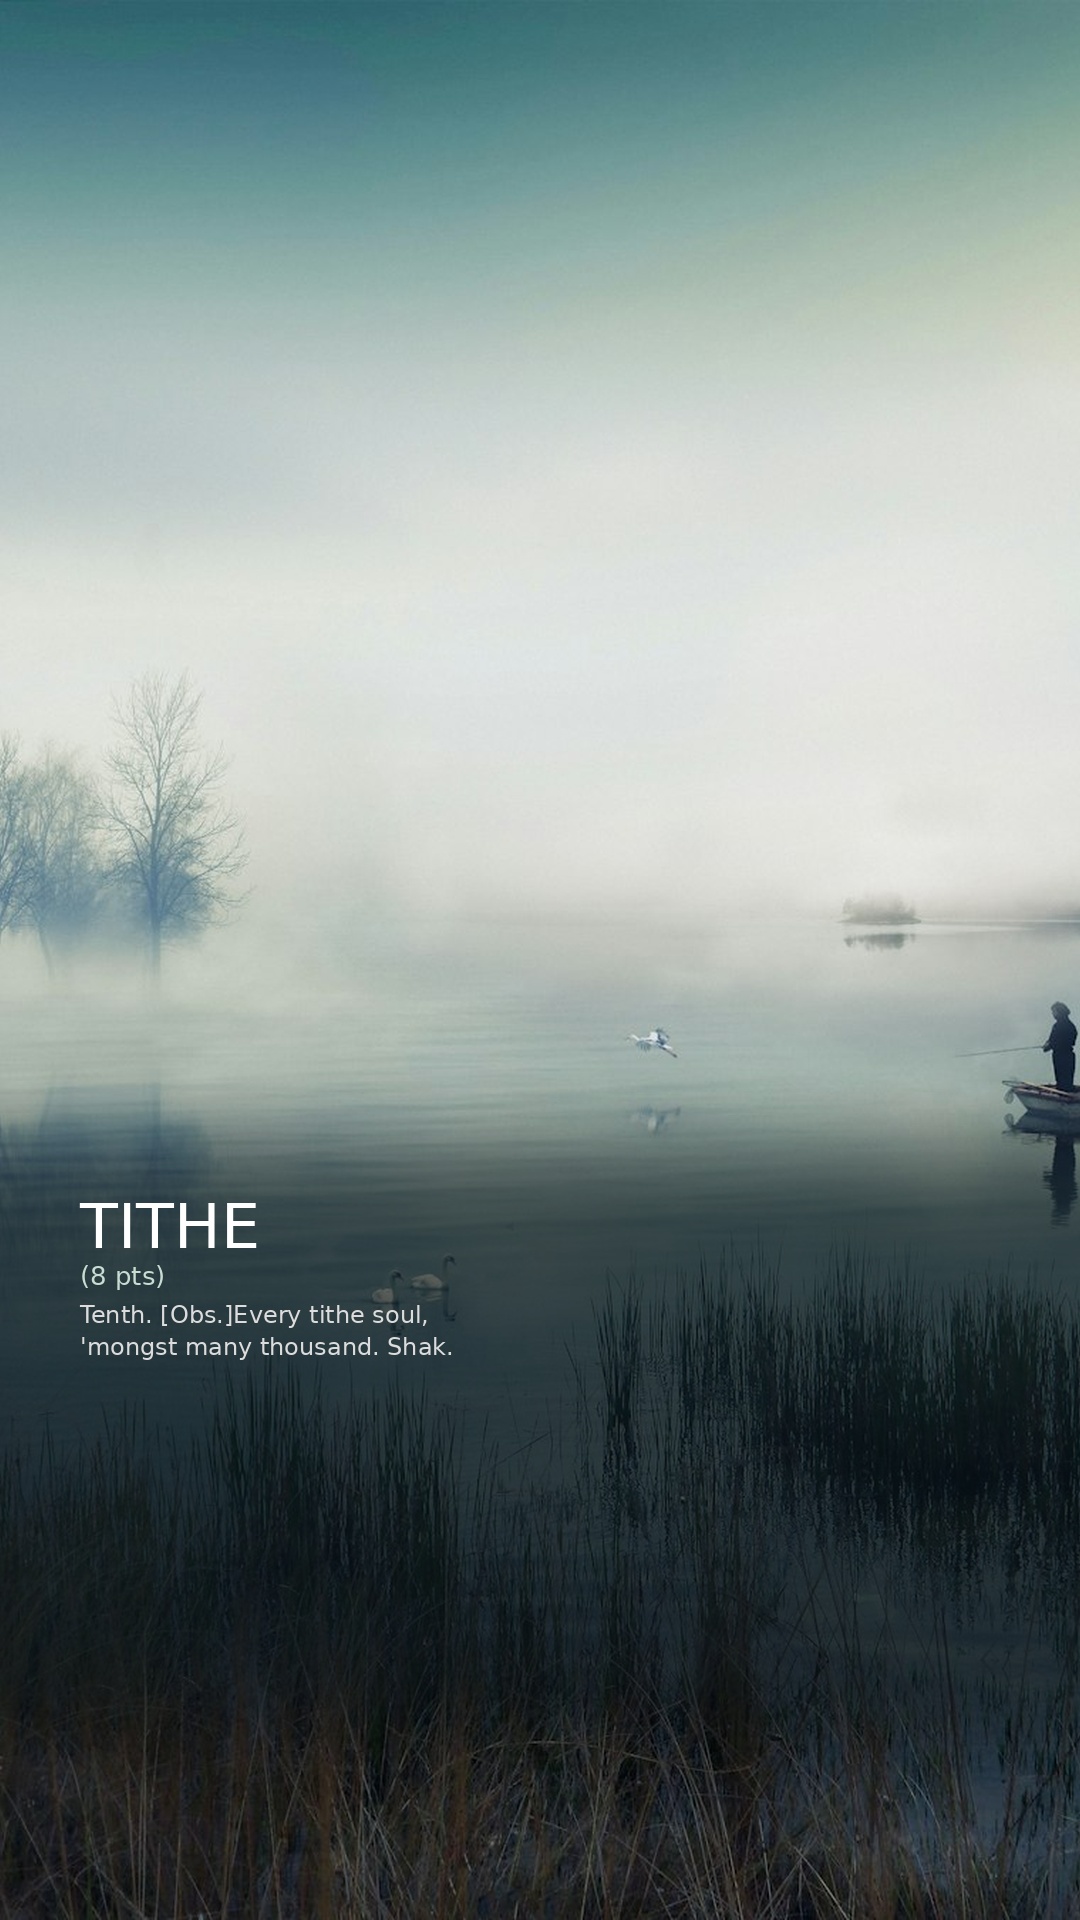 TITHE
(8 pts)
Tenth. [Obs.]Every tithe soul,
'mongst many thousand. Shak.